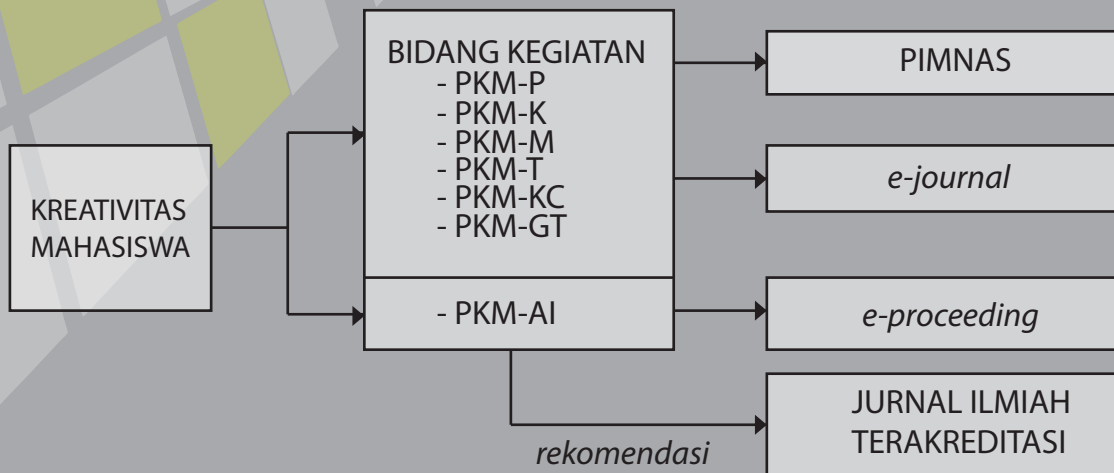 KREATIVITAS
MAHASISWA
BIDANG KEGIATAN
- PKM-P
- PKM-K
- PKM-M
- PKM-T
- PKM-KC
- PKM-GT
- PKM-AI
PIMNAS
e-journal
e-proceeding
JURNAL ILMIAH
TERAKREDITASI
rekomendasi